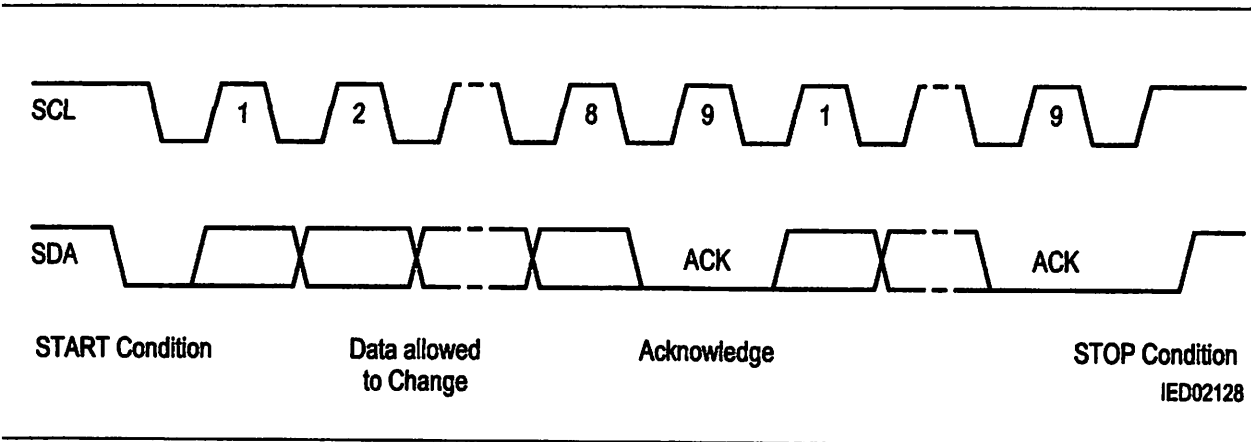 SCL 1 2 8 9 1 9
SDA ACK ACK
START Condition Data allowed Acknowledge STOP Condition
to Change
IED02128